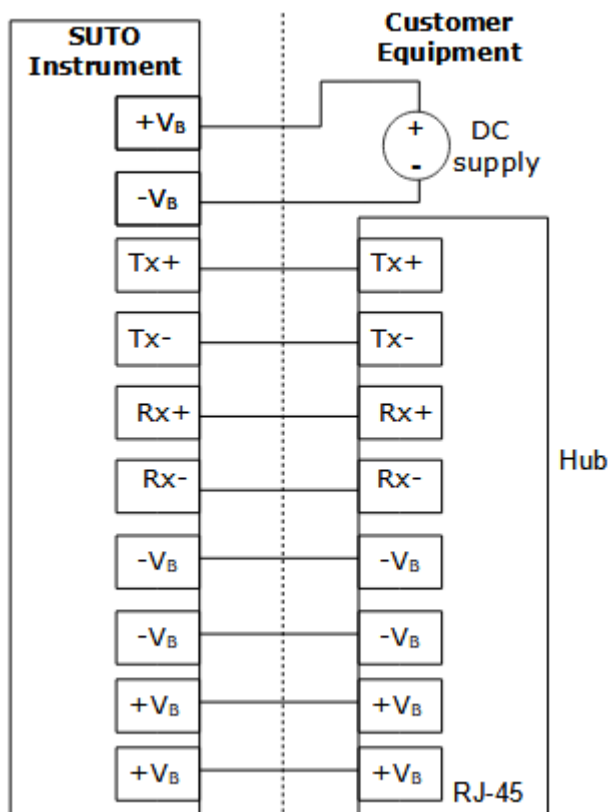 SUTO
Instrument
Customer
Equipment
+VB
-VB
+
-
DC
supply
Tx+ Tx+
Tx- Tx-
Rx+ Rx+
Rx- Rx-
-VB -VB
-VB -VB
+VB +VB
+VB +VB
Hub
RJ-45